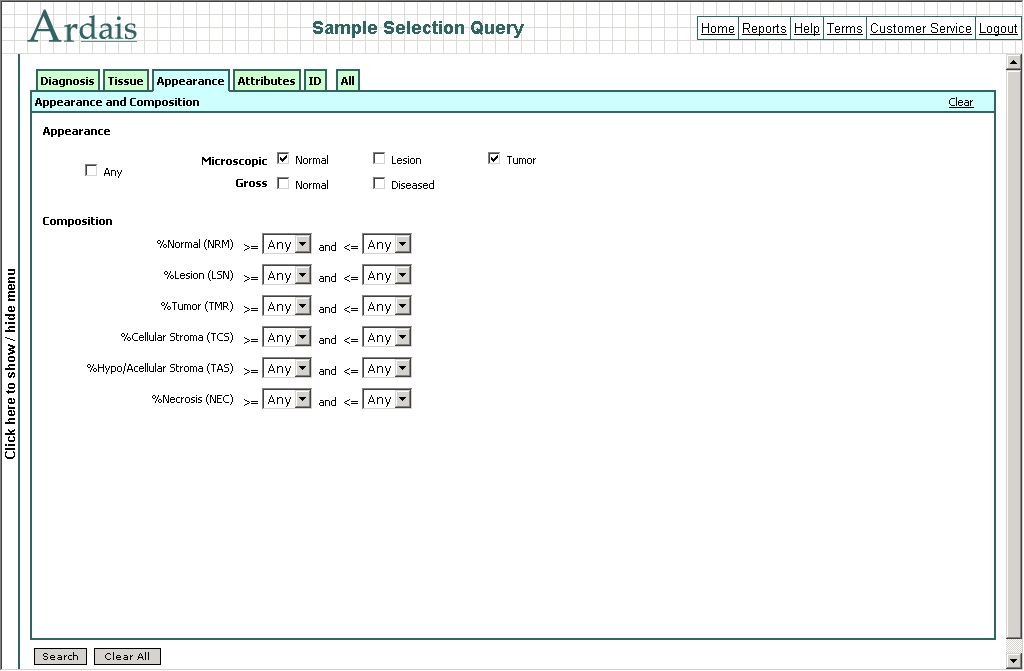 Ardais
Sample Selection Query
Home Reports Help Terms Customer Service Logout
Diagnosis Tissue Appearance Attributes ID All
Appearance and Composition Clear
Appearance
Any
Microscopic Normal Lesion Tumor
Gross Normal Diseased
Composition
%Normal (NRM) >= Any and <= Any
%Lesion (LSN) >= Any and <= Any
%Tumor (TMR) >= Any and <= Any
%Cellular Stroma (TCS) >= Any and <= Any
%Hypo/Acellular Stroma (TAS) >= Any and <= Any
%Necrosis (NEC) >= Any and <= Any
Click here to show / hide menu
Search Clear All